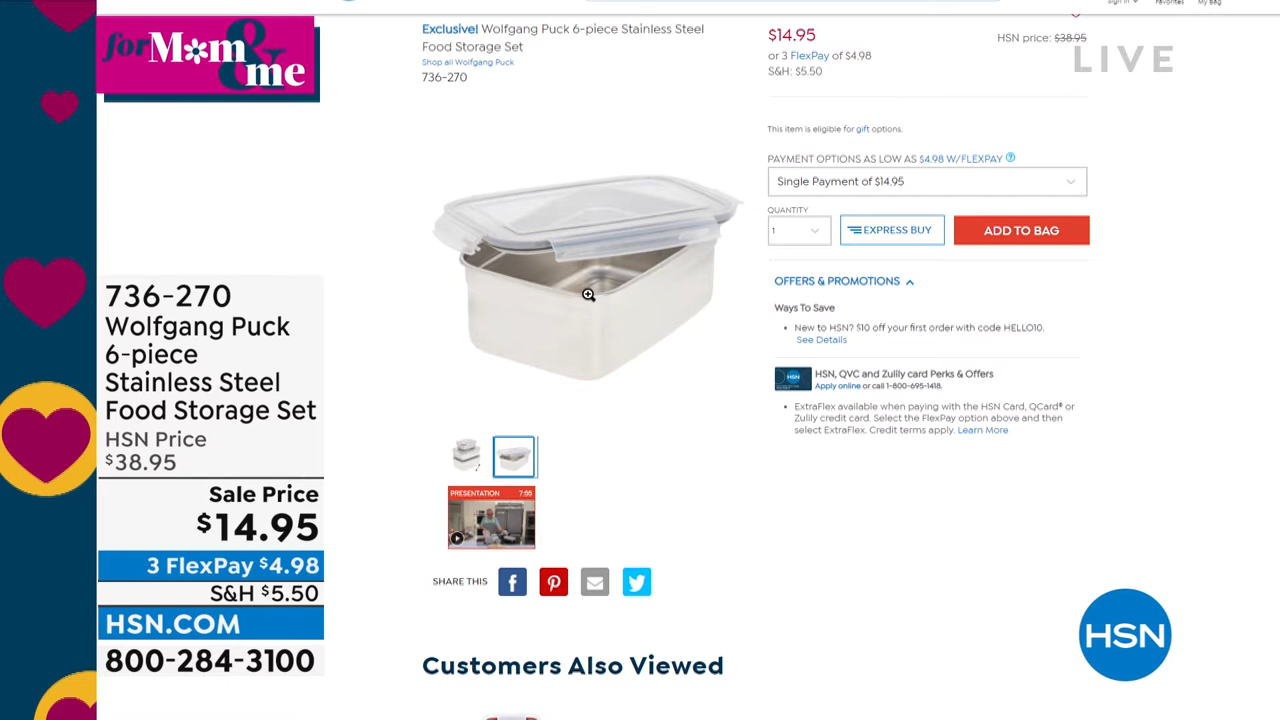 for Mom
&
me
736-270
Wolfgang Puck
6-piece
Stainless Steel
Food Storage Set
HSN Price
$38.95
Sale Price
$14.95
3 FlexPay $4.98
S&H $5.50
HSN.COM
800-284-3100
Sign in
Favorites
My Bag
Exclusive! Wolfgang Puck 6-piece Stainless Steel
Food Storage Set
Shop all Wolfgang Puck
736-270
PRESENTATION 7:55
SHARE THIS
Customers Also Viewed
$14.95
HSN price: $38.95
or 3 FlexPay of $4.98
S&H: $5.50
LIVE
This item is eligible for gift options.
PAYMENT OPTIONS AS LOW AS $4.98 W/FLEXPAY ?
Single Payment of $14.95
QUANTITY
1
EXPRESS BUY
ADD TO BAG
OFFERS & PROMOTIONS
Ways To Save
• New to HSN? $10 off your first order with code HELLO10.
See Details
HSN
HSN, QVC and Zulily card Perks & Offers
Apply online or call 1-800-695-1418.
• ExtraFlex available when paying with the HSN Card, QCard® or
Zulily credit card. Select the FlexPay option above and then
select ExtraFlex. Credit terms apply. Learn More
HSN